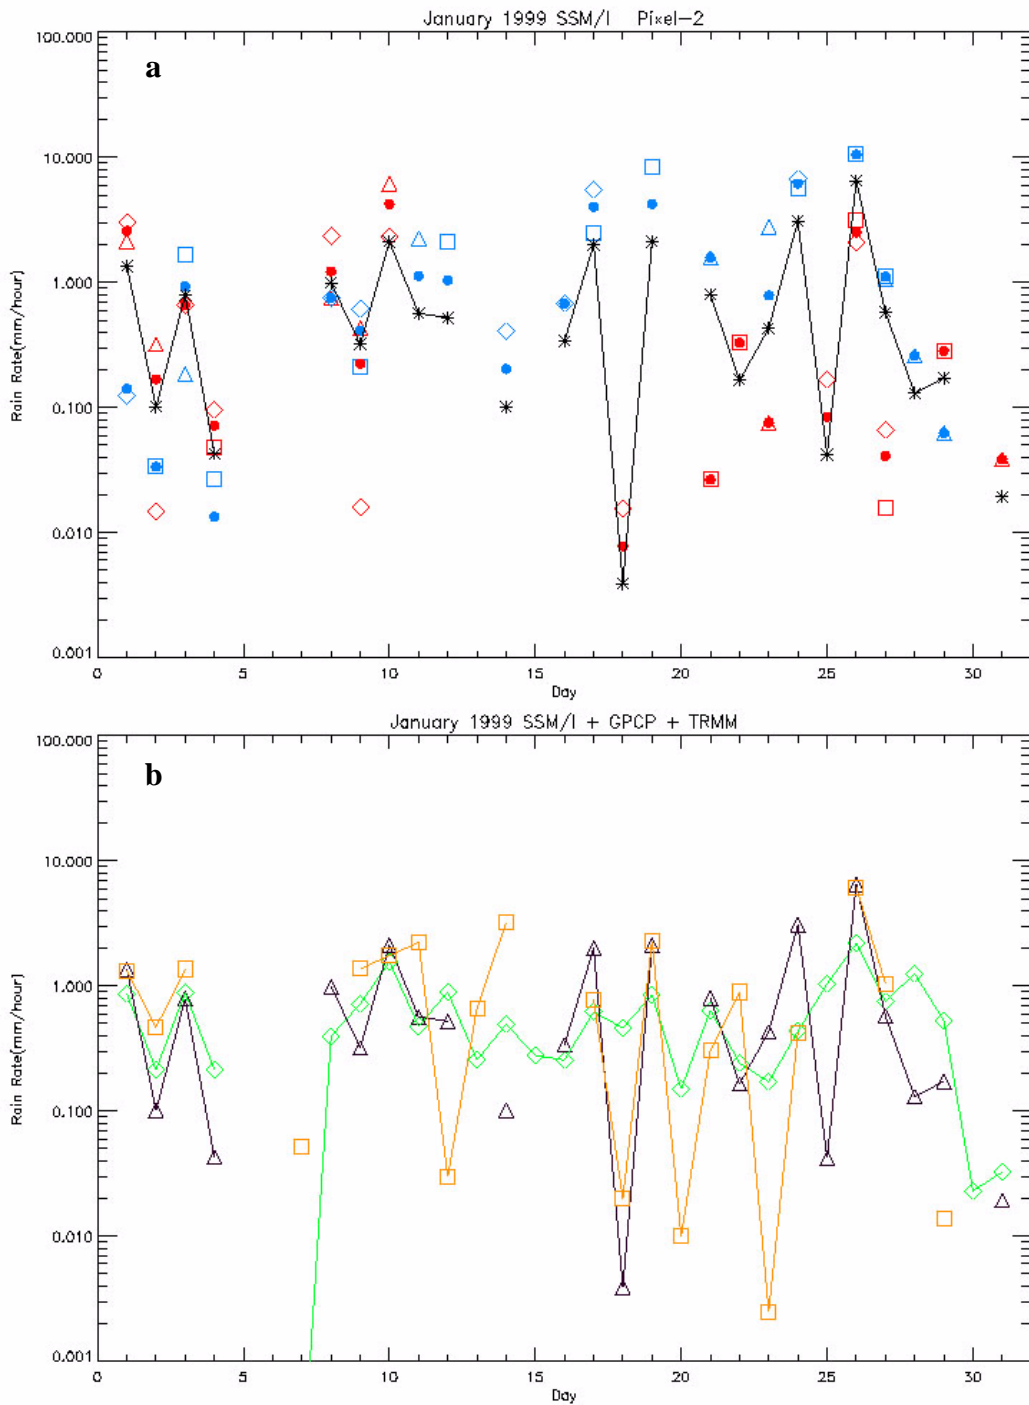 January 1999 SSM/I Pixel-2
a
100.000
10.000
1.000
0.100
0.010
0.001
Rain Rate(mm/hour)
0 5 10 15 20 25 30
Day
January 1999 SSM/I + GPCP + TRMM
b
100.000
10.000
1.000
0.100
0.010
0.001
Rain Rate(mm/hour)
0 5 10 15 20 25 30
Day